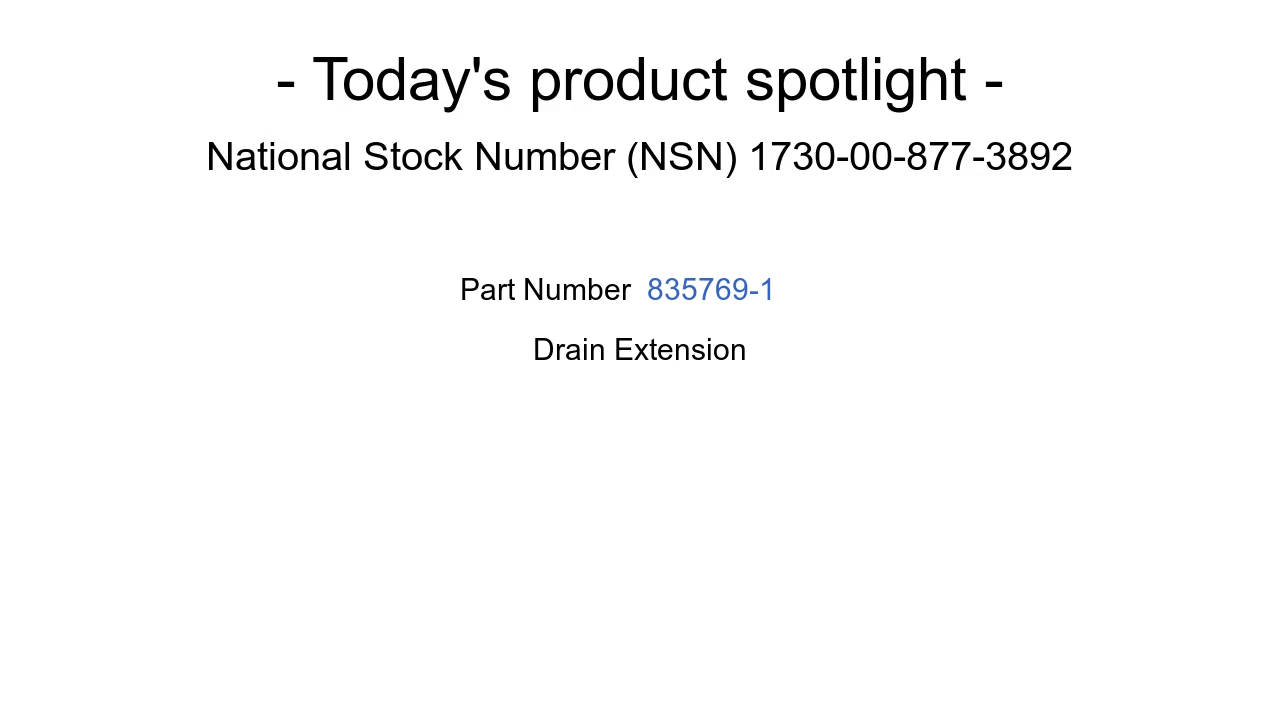 - Today's product spotlight -
National Stock Number (NSN) 1730-00-877-3892
Part Number 835769-1
Drain Extension